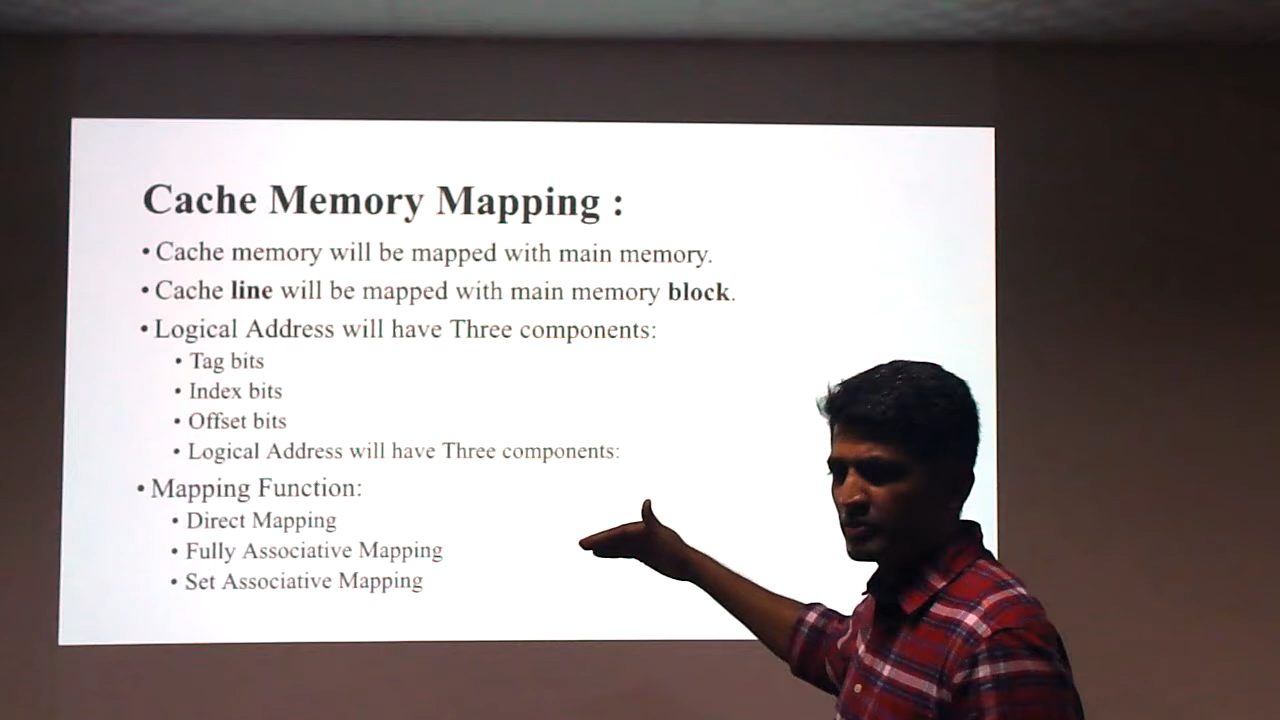 Cache Memory Mapping :
• Cache memory will be mapped with main memory.
• Cache line will be mapped with main memory block.
• Logical Address will have Three components:
• Tag bits
• Index bits
• Offset bits
• Logical Address will have Three components:
• Mapping Function:
• Direct Mapping
• Fully Associative Mapping
• Set Associative Mapping